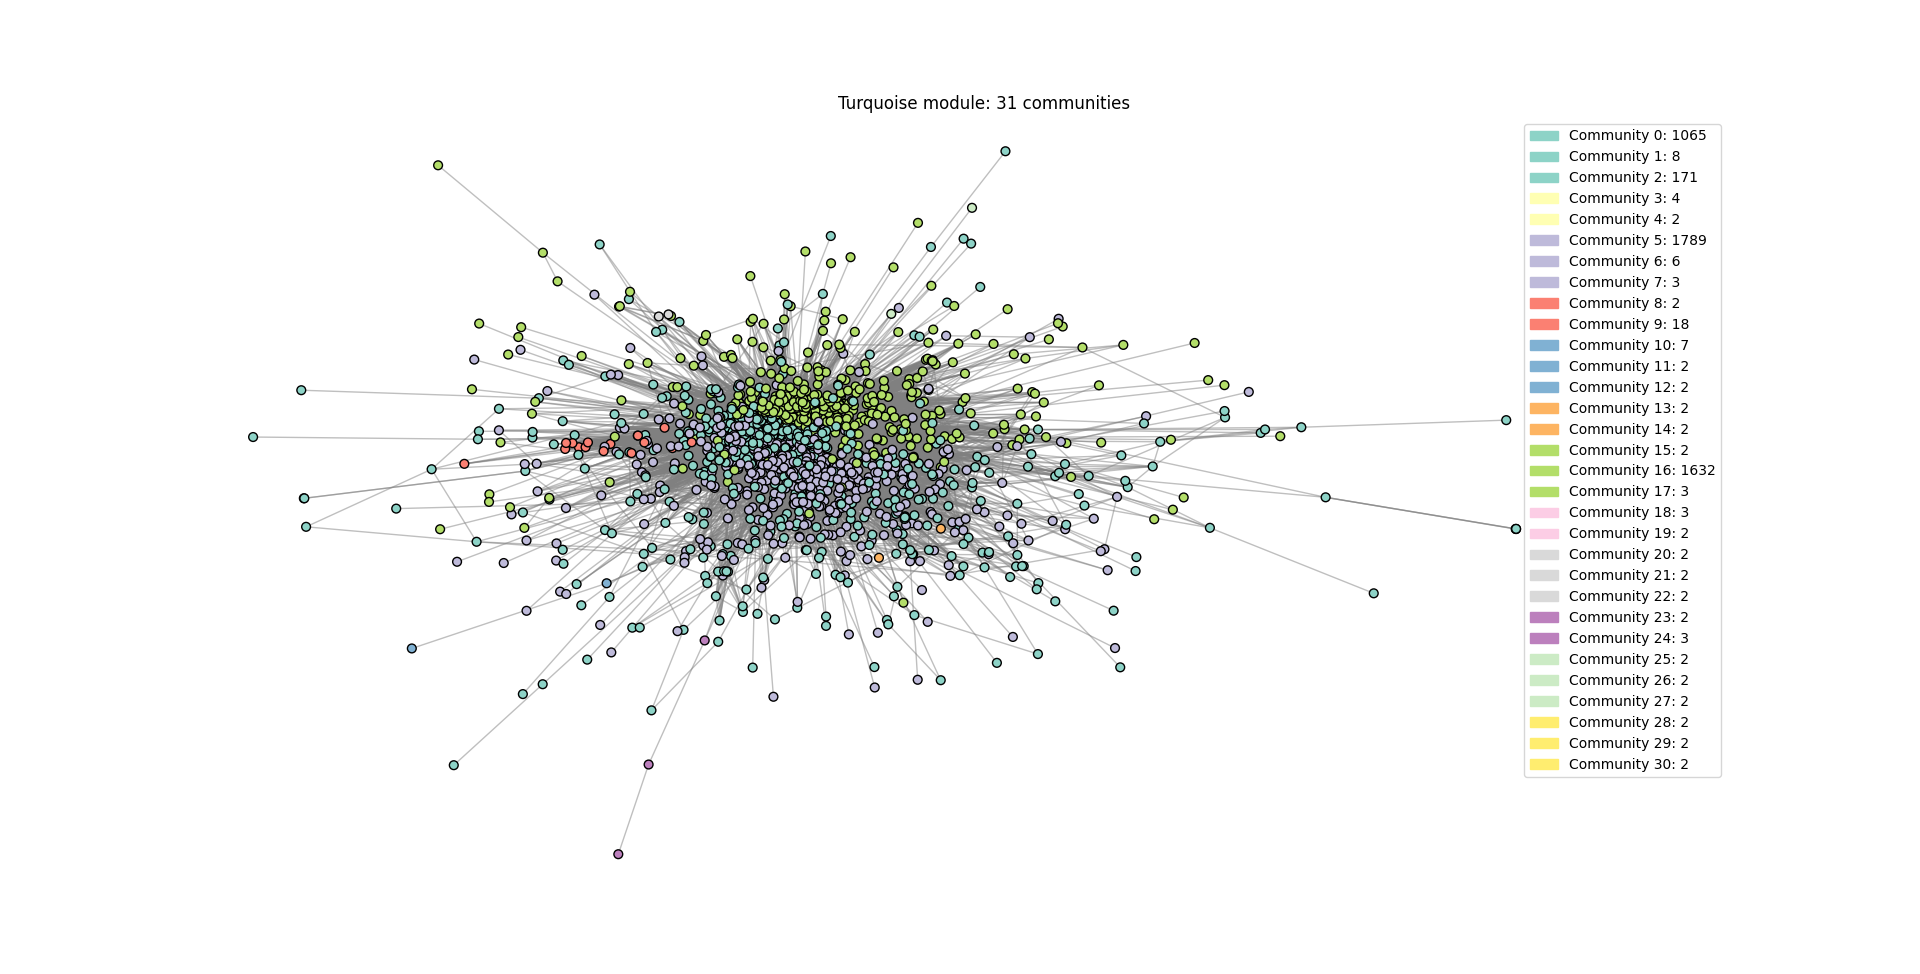 Turquoise module: 31 communities
Community 0: 1065
Community 1: 8
Community 2: 171
Community 3: 4
Community 4: 2
Community 5: 1789
Community 6: 6
Community 7: 3
Community 8: 2
Community 9: 18
Community 10: 7
Community 11: 2
Community 12: 2
Community 13: 2
Community 14: 2
Community 15: 2
Community 16: 1632
Community 17: 3
Community 18: 3
Community 19: 2
Community 20: 2
Community 21: 2
Community 22: 2
Community 23: 2
Community 24: 3
Community 25: 2
Community 26: 2
Community 27: 2
Community 28: 2
Community 29: 2
Community 30: 2